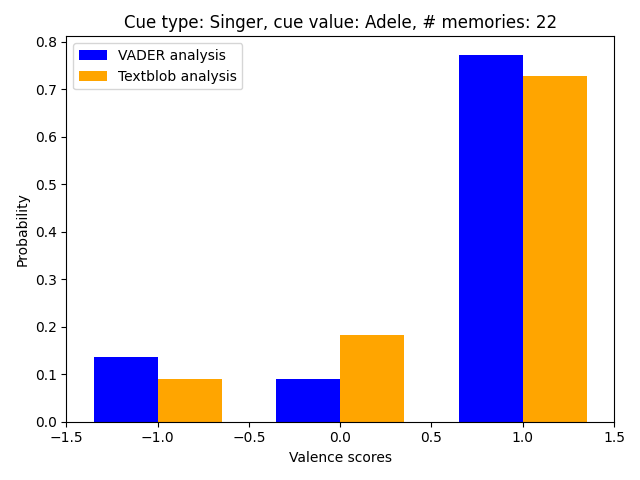 Cue type: Singer, cue value: Adele, # memories: 22
VADER analysis
Textblob analysis
0.8
0.7
0.6
0.5
0.4
0.3
0.2
0.1
0.0
Probability
−1.5 −1.0 −0.5 0.0 0.5 1.0 1.5
Valence scores